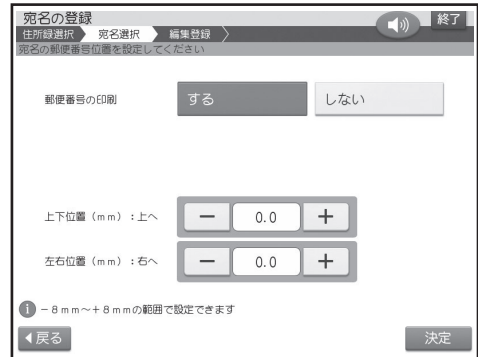 宛名の登録
終了
住所録選択 宛名選択 編集登録
宛名の郵便番号位置を設定してください
郵便番号の印刷 する しない
上下位置（mm）：上へ － 0.0 ＋
左右位置（mm）：右へ － 0.0 ＋
－8mm～＋8mmの範囲で設定できます
戻る 決定